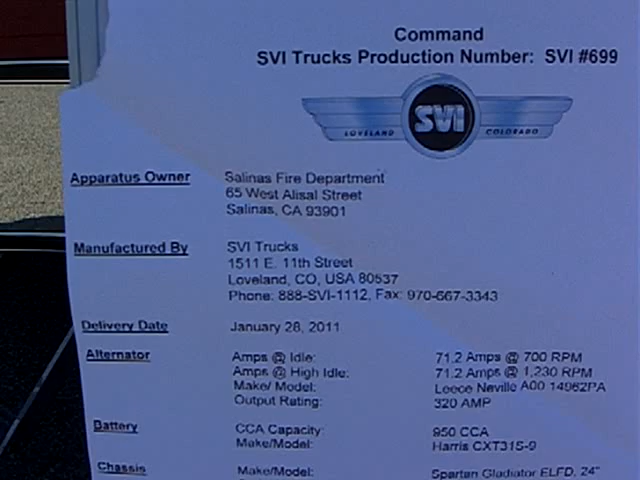 Command
SVI Trucks Production Number: SVI #699
SVI
LOVELAND COLORADO
Apparatus Owner Salinas Fire Department
65 West Alisal Street
Salinas, CA 93901
Manufactured By SVI Trucks
1511 E. 11th Street
Loveland, CO, USA 80537
Phone: 888-SVI-1112, Fax: 970-667-3343
Delivery Date January 28, 2011
Alternator Amps @ Idle: 71.2 Amps @ 700 RPM
Amps @ High Idle: 71.2 Amps @ 1,230 RPM
Make/ Model: Leece Neville A00 14962PA
Output Rating: 320 AMP
Battery CCA Capacity: 950 CCA
Make/Model: Harris CXT31S-9
Chassis Make/Model: Spartan Gladiator ELFD, 24"